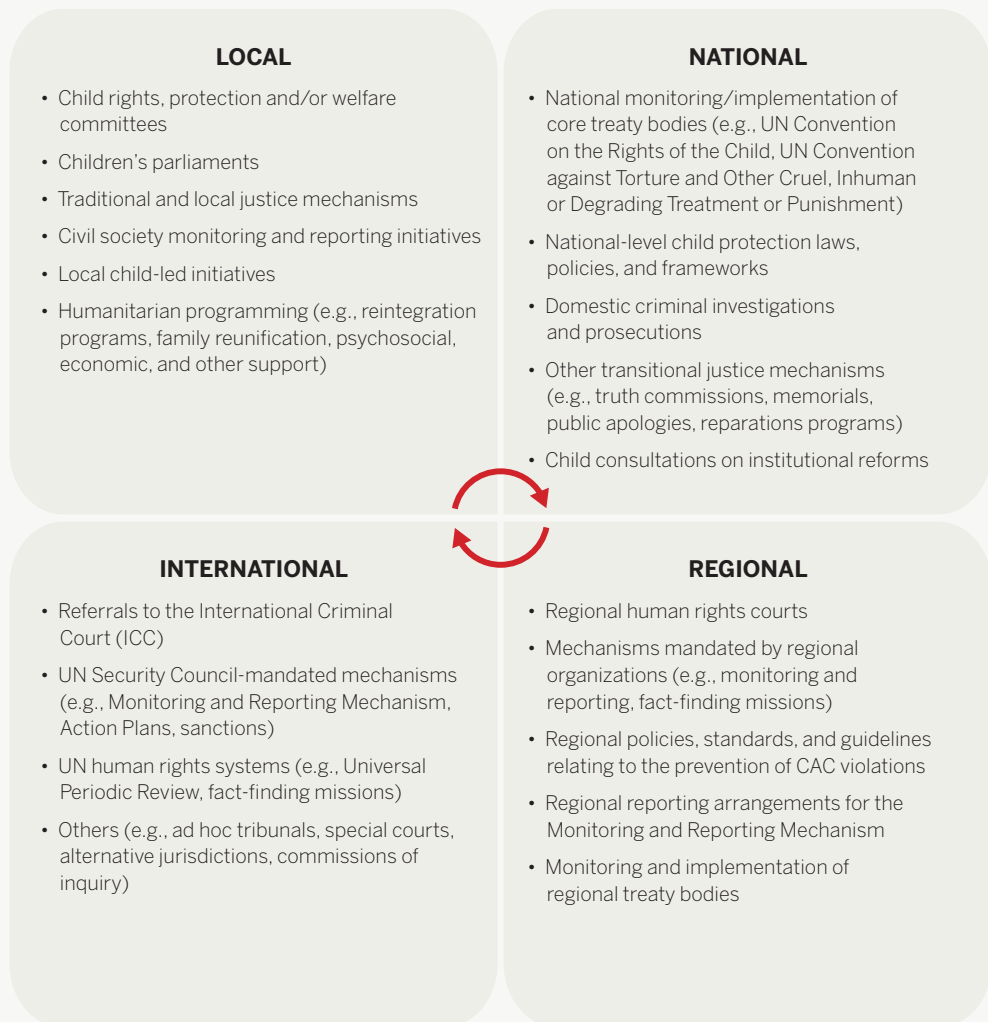 LOCAL
• Child rights, protection and/or welfare
committees
• Children’s parliaments
• Traditional and local justice mechanisms
• Civil society monitoring and reporting initiatives
• Local child-led initiatives
• Humanitarian programming (e.g., reintegration
programs, family reunification, psychosocial,
economic, and other support)
NATIONAL
• National monitoring/implementation of
core treaty bodies (e.g., UN Convention
on the Rights of the Child, UN Convention
against Torture and Other Cruel, Inhuman
or Degrading Treatment or Punishment)
• National-level child protection laws,
policies, and frameworks
• Domestic criminal investigations
and prosecutions
• Other transitional justice mechanisms
(e.g., truth commissions, memorials,
public apologies, reparations programs)
• Child consultations on institutional reforms
INTERNATIONAL
• Referrals to the International Criminal
Court (ICC)
• UN Security Council-mandated mechanisms
(e.g., Monitoring and Reporting Mechanism,
Action Plans, sanctions)
• UN human rights systems (e.g., Universal
Periodic Review, fact-finding missions)
• Others (e.g., ad hoc tribunals, special courts,
alternative jurisdictions, commissions of
inquiry)
REGIONAL
• Regional human rights courts
• Mechanisms mandated by regional
organizations (e.g., monitoring and
reporting, fact-finding missions)
• Regional policies, standards, and guidelines
relating to the prevention of CAC violations
• Regional reporting arrangements for the
Monitoring and Reporting Mechanism
• Monitoring and implementation of
regional treaty bodies